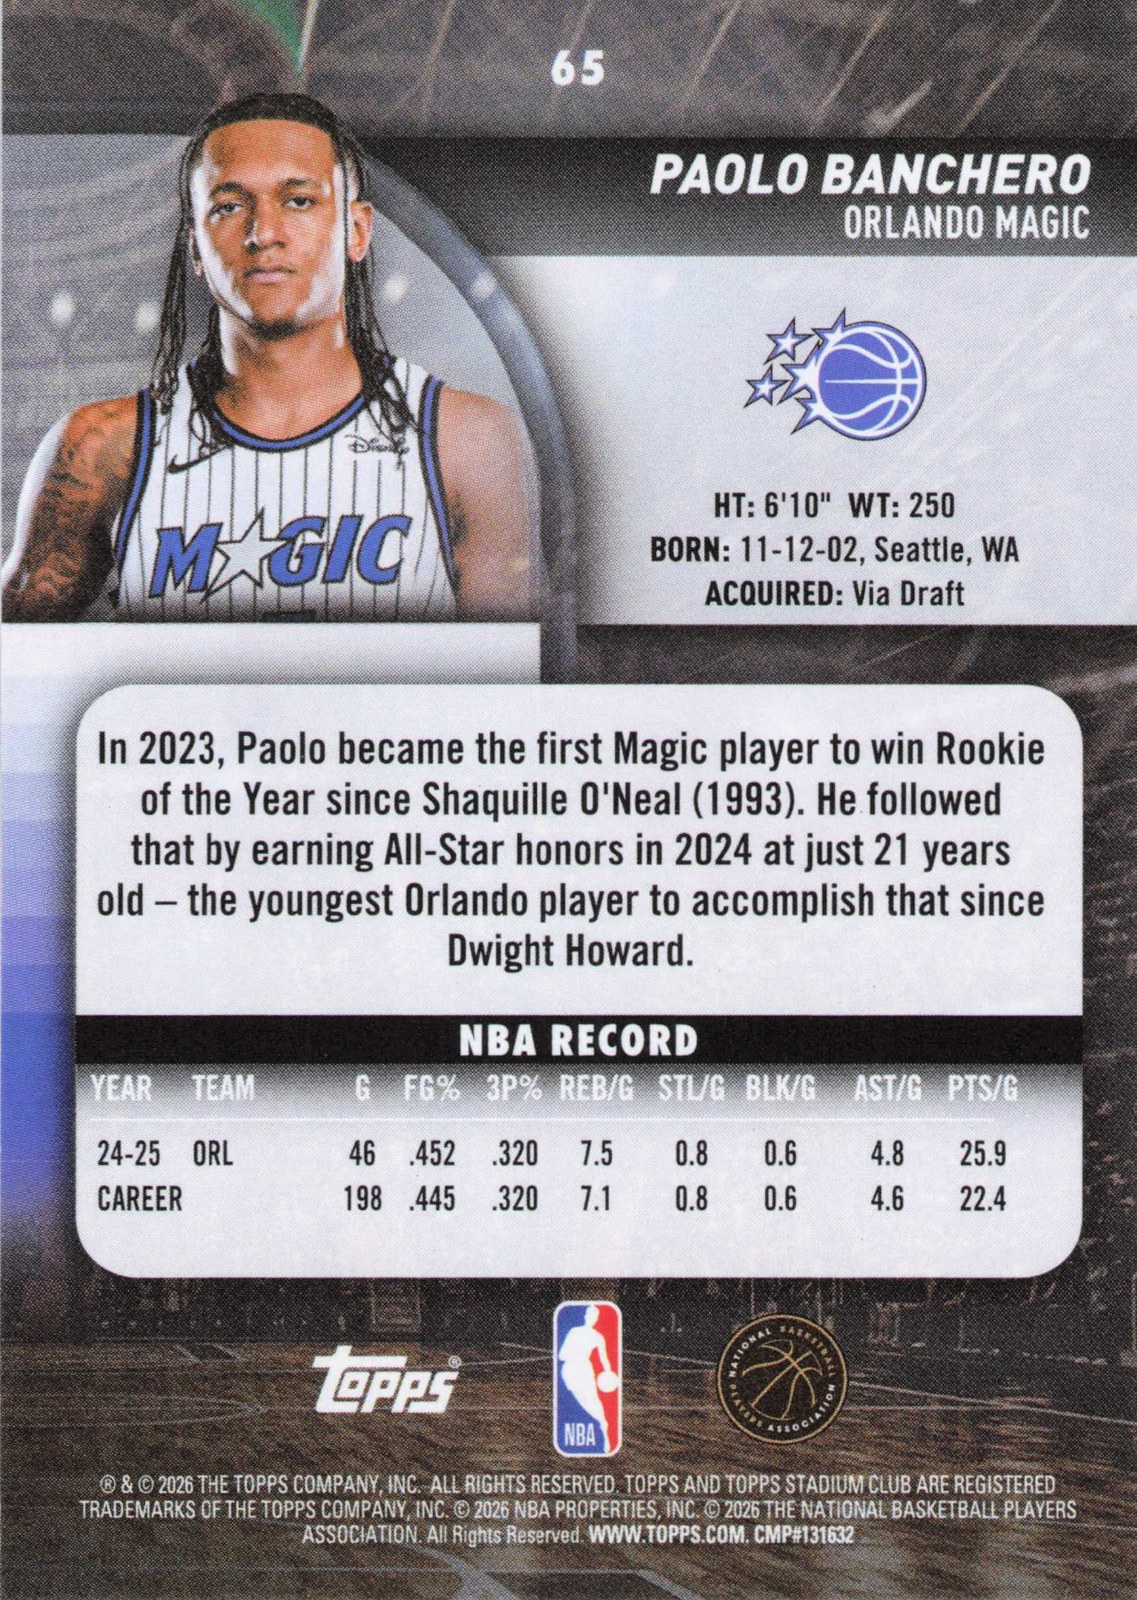 65
PAOLO BANCHERO
ORLANDO MAGIC
HT: 6'10" WT: 250
BORN: 11-12-02, Seattle, WA
ACQUIRED: Via Draft
Disney
MAGIC
In 2023, Paolo became the first Magic player to win Rookie
of the Year since Shaquille O'Neal (1993). He followed
that by earning All-Star honors in 2024 at just 21 years
old – the youngest Orlando player to accomplish that since
Dwight Howard.
NBA RECORD
YEAR TEAM G FG% 3P% REB/G STL/G BLK/G AST/G PTS/G
24-25 ORL 46 .452 .320 7.5 0.8 0.6 4.8 25.9
CAREER 198 .445 .320 7.1 0.8 0.6 4.6 22.4
Topps®
NBA
NATIONAL BASKETBALL PLAYERS ASSOCIATION
® & © 2026 THE TOPPS COMPANY, INC. ALL RIGHTS RESERVED. TOPPS AND TOPPS STADIUM CLUB ARE REGISTERED
TRADEMARKS OF THE TOPPS COMPANY, INC. © 2026 NBA PROPERTIES, INC. © 2026 THE NATIONAL BASKETBALL PLAYERS
ASSOCIATION. All Rights Reserved. WWW.TOPPS.COM. CMP#131632